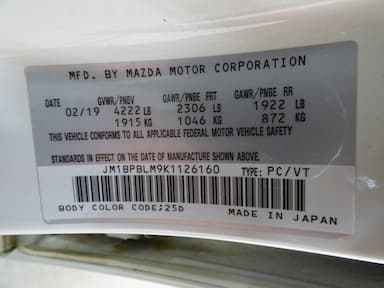 MFD. BY MAZDA MOTOR CORPORATION
DATE GVWR/PNBV GAWR/PNBE FRT GAWR/PNBE RR
02/19 4222 LB 2306 LB 1922 LB
1915 KG 1046 KG 872 KG
THIS VEHICLE CONFORMS TO ALL APPLICABLE FEDERAL MOTOR VEHICLE SAFETY
STANDARDS IN EFFECT ON THE DATE OF MANUFACTURE SHOWN ABOVE
JM1BPBLM9K1126160 TYPE: PC/VT
BODY COLOR CODE:25D MADE IN JAPAN